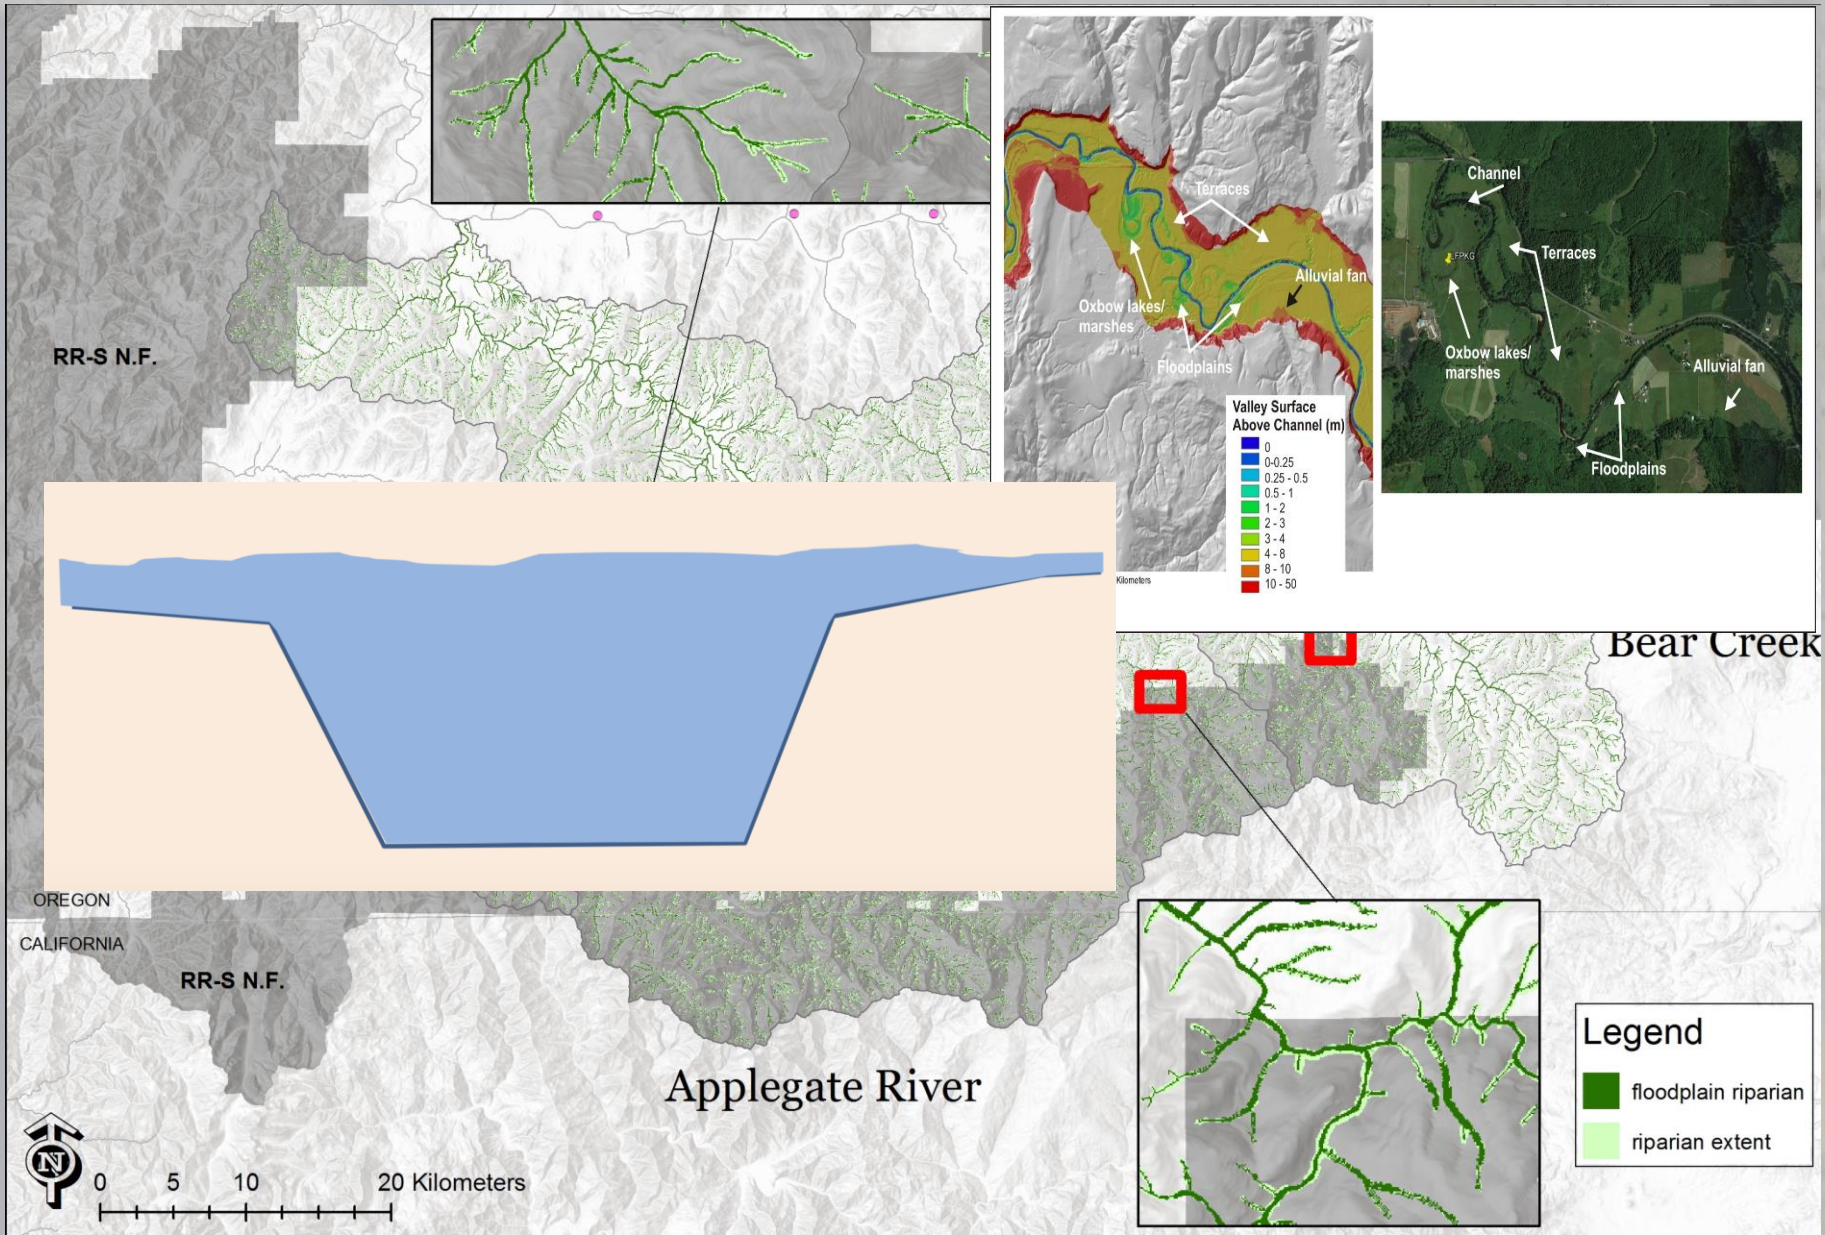 Terraces
Alluvial fan
Oxbow lakes/
marshes
Floodplains
Valley Surface
Above Channel (m)
0
0-0.25
0.25 - 0.5
0.5 - 1
1 - 2
2 - 3
3 - 4
4 - 8
8 - 10
10 - 50
Kilometers
Channel
Terraces
LFPKG
Oxbow lakes/
marshes
Alluvial fan
Floodplains
RR-S N.F.
Bear Creek
OREGON
CALIFORNIA
RR-S N.F.
Applegate River
N
0 5 10 20 Kilometers
Legend
floodplain riparian
riparian extent